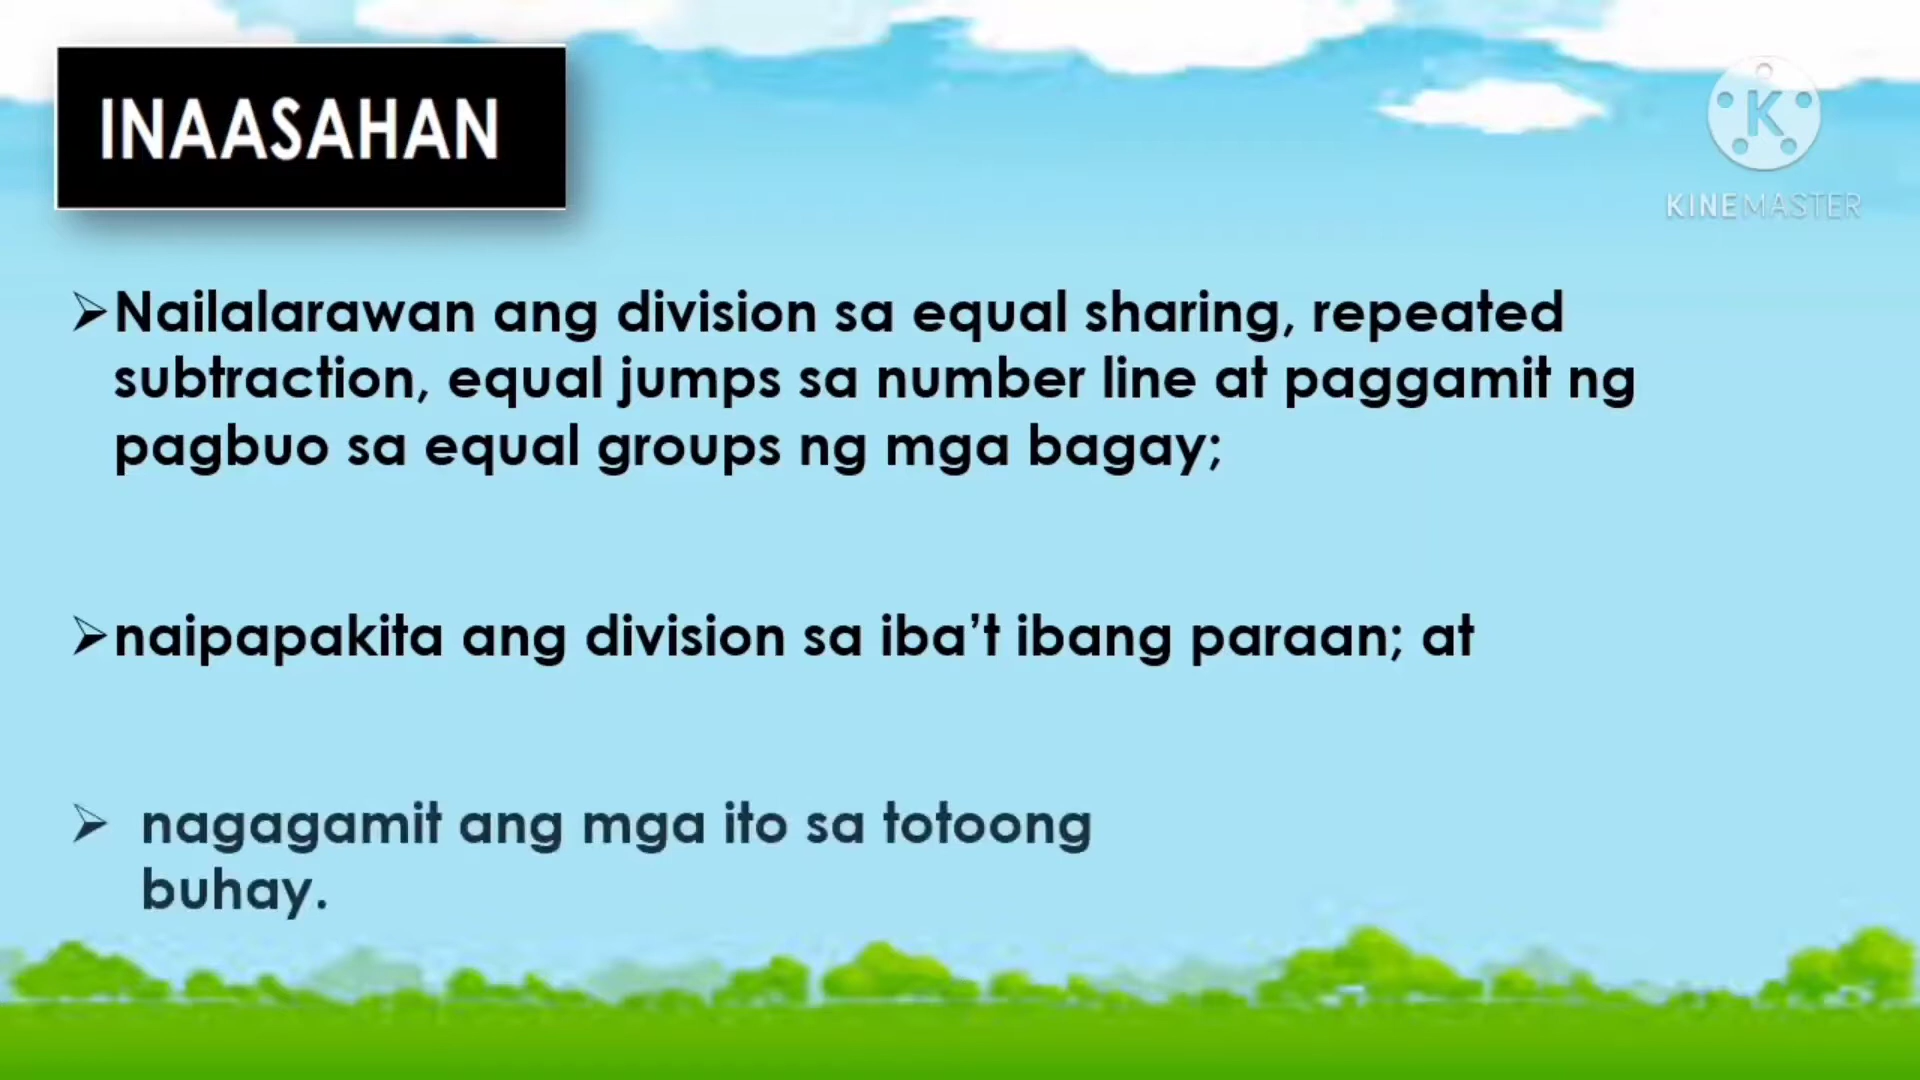 INAASAHAN
K
KINEMASTER
➢Nailalarawan ang division sa equal sharing, repeated
subtraction, equal jumps sa number line at paggamit ng
pagbuo sa equal groups ng mga bagay;
➢naipapakita ang division sa iba’t ibang paraan; at
➢ nagagamit ang mga ito sa totoong
buhay.